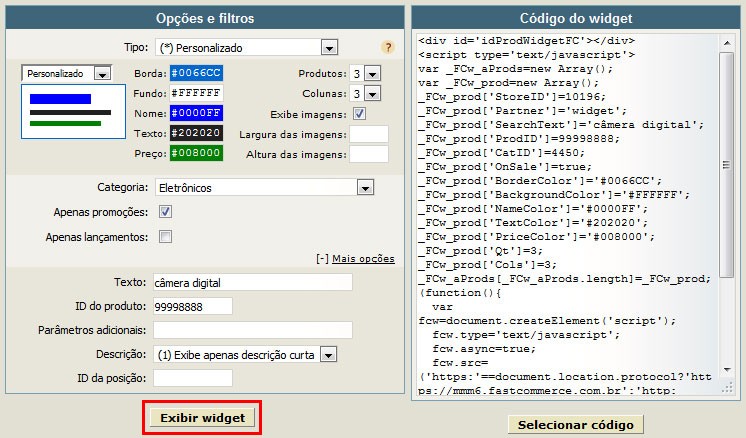 Opções e filtros
Tipo: (*) Personalizado ?
Personalizado
Borda: #0066CC Produtos: 3
Fundo: #FFFFFF Colunas: 3
Nome: #0000FF Exibe imagens:
Texto: #202020 Largura das imagens:
Preço: #008000 Altura das imagens:
Categoria: Eletrônicos
Apenas promoções:
Apenas lançamentos:
[-] Mais opções
Texto: câmera digital
ID do produto: 99998888
Parâmetros adicionais:
Descrição: (1) Exibe apenas descrição curta
ID da posição:
Exibir widget
Código do widget
<div id='idProdWidgetFC'></div>
<script type='text/javascript'>
var _FCw_aProds=new Array();
var _FCw_prod=new Array();
_FCw_prod['StoreID']=10196;
_FCw_prod['Partner']='widget';
_FCw_prod['SearchText']='câmera digital';
_FCw_prod['ProdID']=99998888;
_FCw_prod['CatID']=4450;
_FCw_prod['OnSale']=true;
_FCw_prod['BorderColor']='#0066CC';
_FCw_prod['BackgroundColor']='#FFFFFF';
_FCw_prod['NameColor']='#0000FF';
_FCw_prod['TextColor']='#202020';
_FCw_prod['PriceColor']='#008000';
_FCw_prod['Qt']=3;
_FCw_prod['Cols']=3;
_FCw_aProds[_FCw_aProds.length]=_FCw_prod;
(function(){
var
fcw=document.createElement('script');
fcw.type='text/javascript';
fcw.async=true;
fcw.src=
('https:'==document.location.protocol?'htt
ps://mmm6.fastcommerce.com.br':'http:
Selecionar código